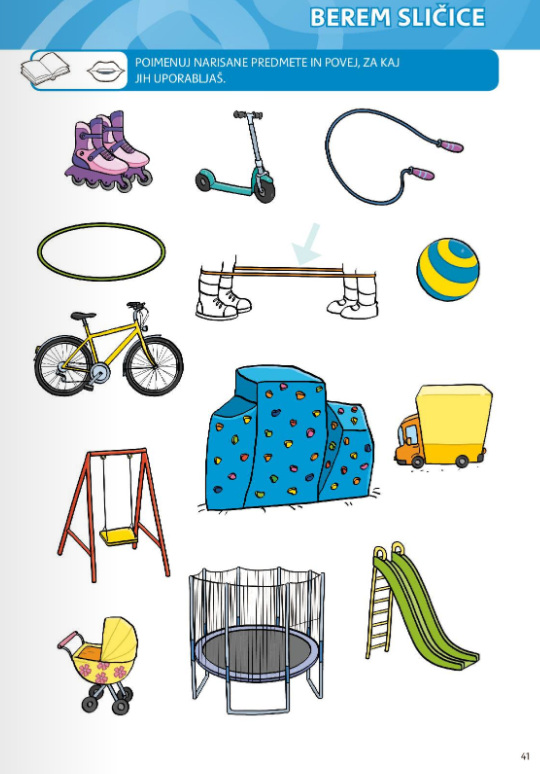 BEREM SLIČICE
POIMENUJ NARISANE PREDMETE IN POVEJ, ZA KAJ
JIH UPORABLJAŠ.
41